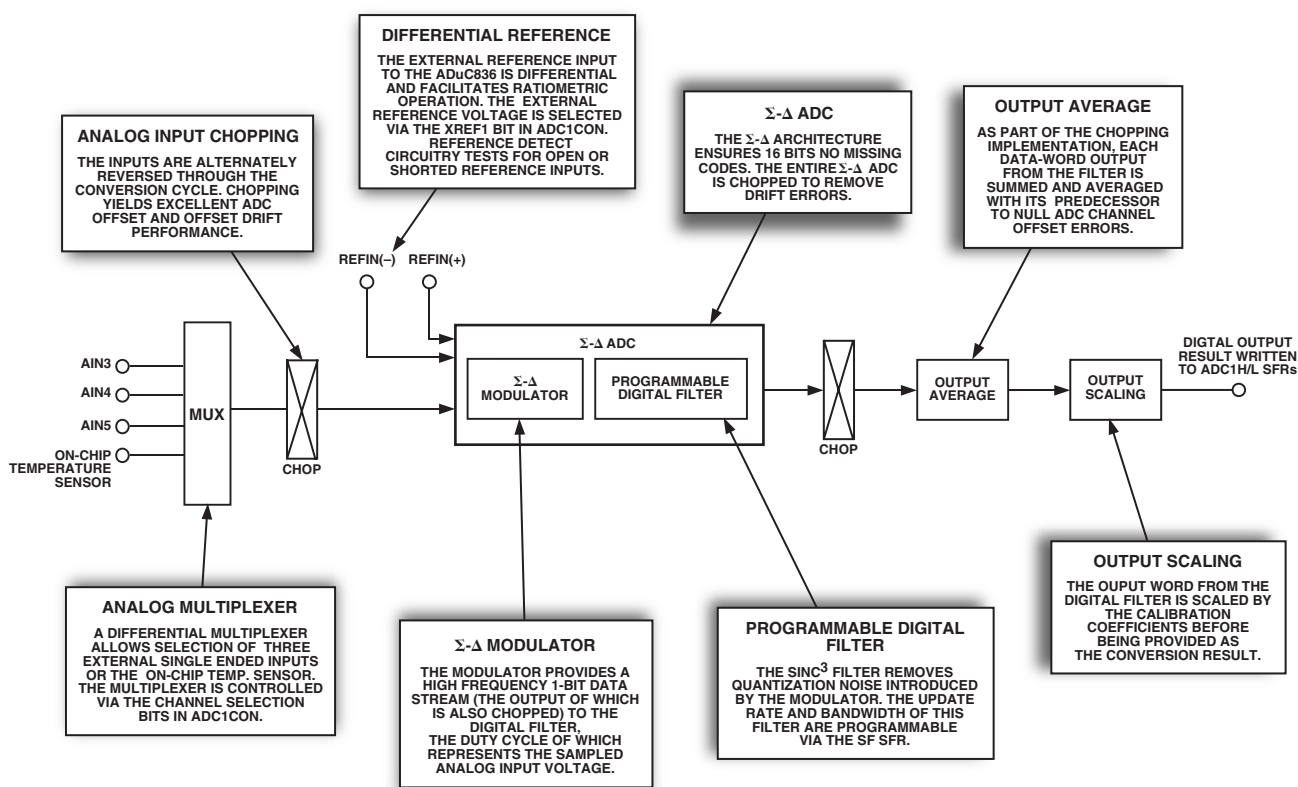 DIFFERENTIAL REFERENCE
THE EXTERNAL REFERENCE INPUT
TO THE ADuC836 IS DIFFERENTIAL
AND FACILITATES RATIOMETRIC
OPERATION. THE EXTERNAL
REFERENCE VOLTAGE IS SELECTED
VIA THE XREF1 BIT IN ADC1CON.
REFERENCE DETECT
CIRCUITRY TESTS FOR OPEN OR
SHORTED REFERENCE INPUTS.
ANALOG INPUT CHOPPING
THE INPUTS ARE ALTERNATELY
REVERSED THROUGH THE
CONVERSION CYCLE. CHOPPING
YIELDS EXCELLENT ADC
OFFSET AND OFFSET DRIFT
PERFORMANCE.
Σ-Δ ADC
THE Σ-Δ ARCHITECTURE
ENSURES 16 BITS NO MISSING
CODES. THE ENTIRE Σ-Δ ADC
IS CHOPPED TO REMOVE
DRIFT ERRORS.
OUTPUT AVERAGE
AS PART OF THE CHOPPING
IMPLEMENTATION, EACH
DATA-WORD OUTPUT
FROM THE FILTER IS
SUMMED AND AVERAGED
WITH ITS PREDECESSOR
TO NULL ADC CHANNEL
OFFSET ERRORS.
REFIN(–)
REFIN(+)
AIN3
AIN4
AIN5
ON-CHIP
TEMPERATURE
SENSOR
MUX
CHOP
Σ-Δ ADC
Σ-Δ
MODULATOR
PROGRAMMABLE
DIGITAL FILTER
CHOP
OUTPUT
AVERAGE
OUTPUT
SCALING
DIGTAL OUTPUT
RESULT WRITTEN
TO ADC1H/L SFRs
ANALOG MULTIPLEXER
A DIFFERENTIAL MULTIPLEXER
ALLOWS SELECTION OF THREE
EXTERNAL SINGLE ENDED INPUTS
OR THE ON-CHIP TEMP. SENSOR.
THE MULTIPLEXER IS CONTROLLED
VIA THE CHANNEL SELECTION
BITS IN ADC1CON.
Σ-Δ MODULATOR
THE MODULATOR PROVIDES A
HIGH FREQUENCY 1-BIT DATA
STREAM (THE OUTPUT OF WHICH
IS ALSO CHOPPED) TO THE
DIGITAL FILTER,
THE DUTY CYCLE OF WHICH
REPRESENTS THE SAMPLED
ANALOG INPUT VOLTAGE.
PROGRAMMABLE DIGITAL
FILTER
THE SINC³ FILTER REMOVES
QUANTIZATION NOISE INTRODUCED
BY THE MODULATOR. THE UPDATE
RATE AND BANDWIDTH OF THIS
FILTER ARE PROGRAMMABLE
VIA THE SF SFR.
OUTPUT SCALING
THE OUPUT WORD FROM THE
DIGITAL FILTER IS SCALED BY
THE CALIBRATION
COEFFICIENTS BEFORE
BEING PROVIDED AS
THE CONVERSION RESULT.